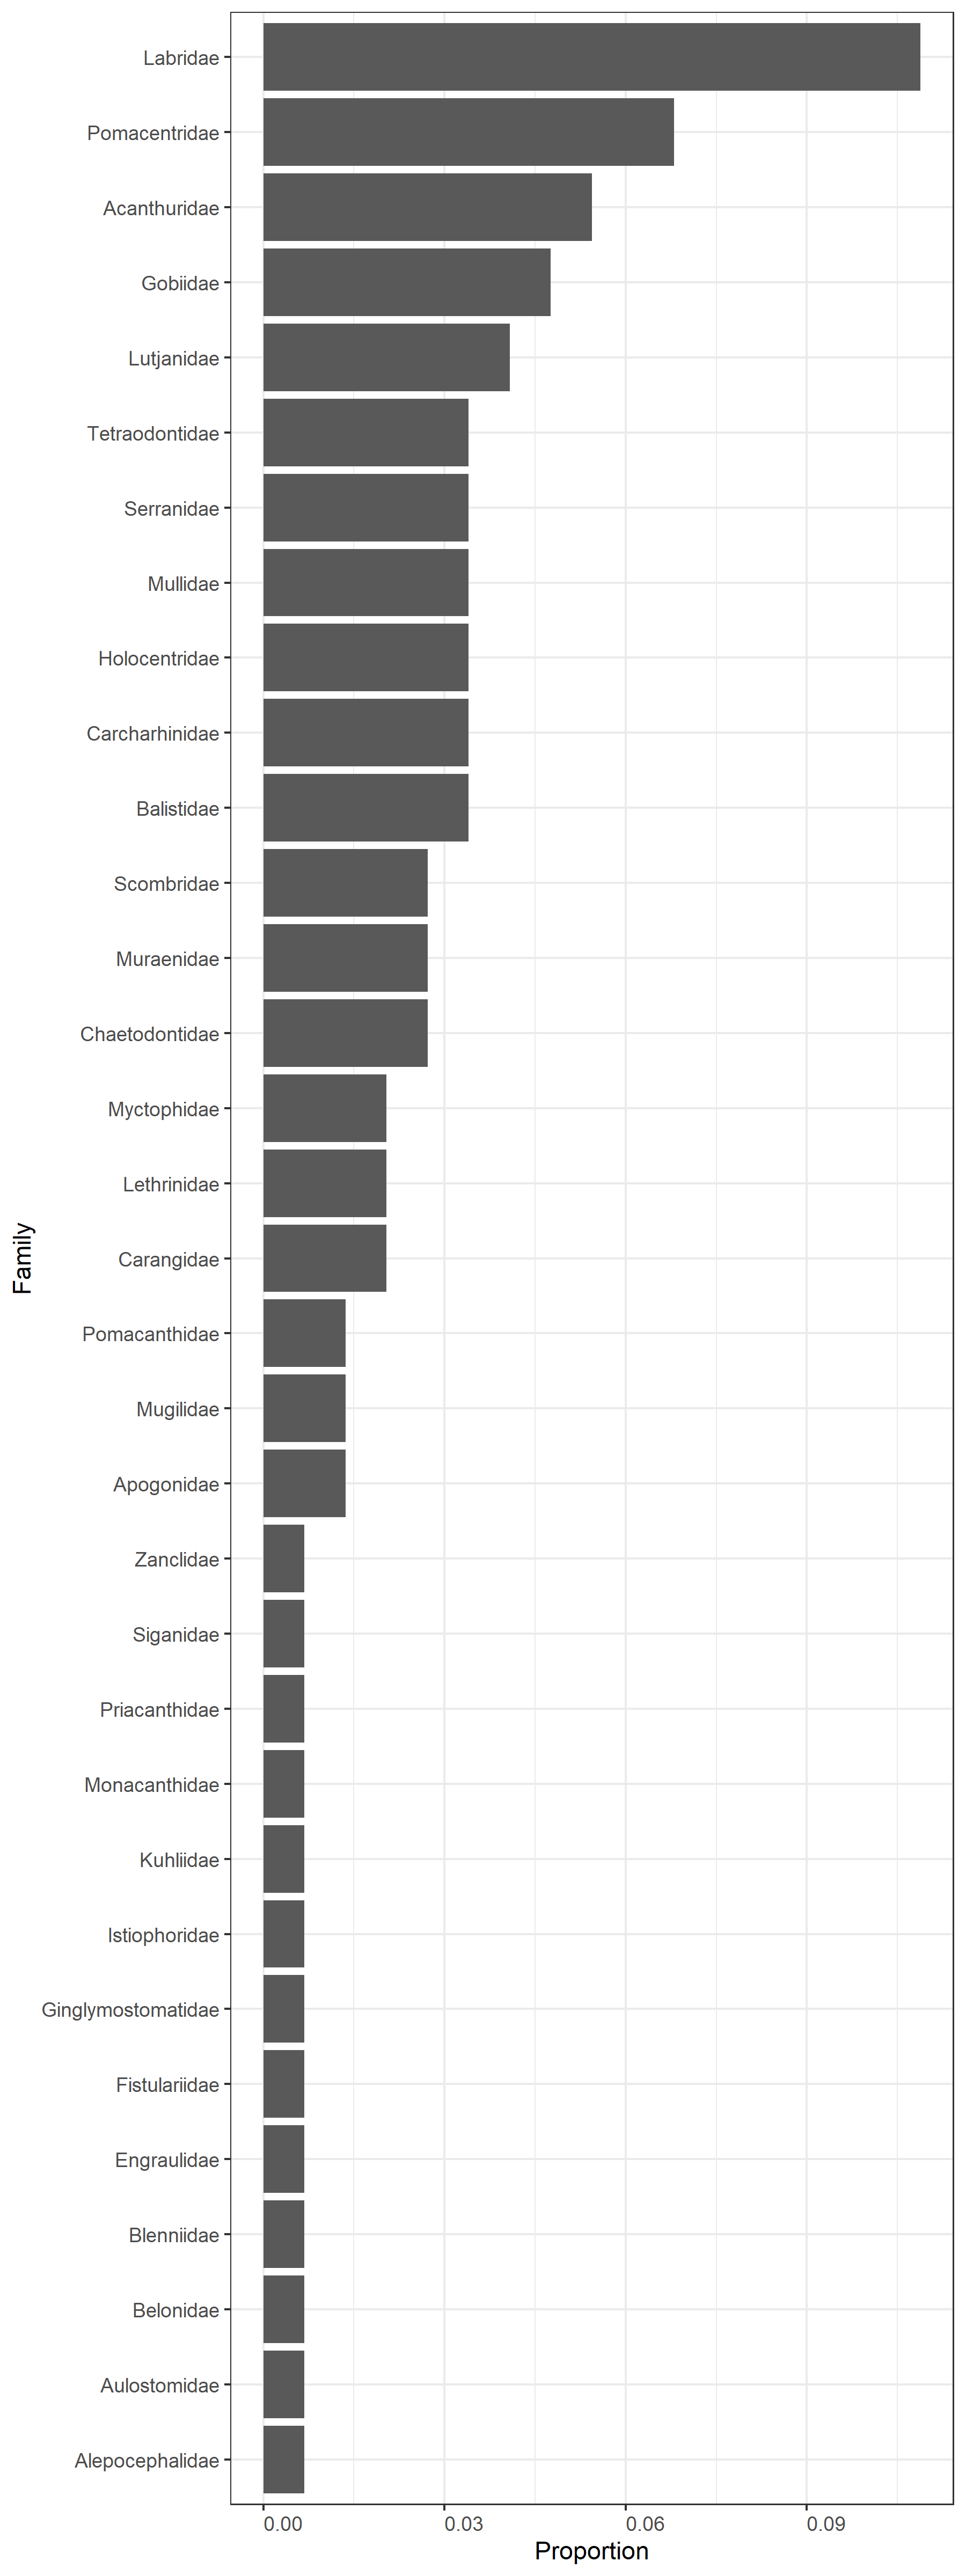 Labridae
Pomacentridae
Acanthuridae
Gobiidae
Lutjanidae
Tetraodontidae
Serranidae
Mullidae
Holocentridae
Carcharhinidae
Balistidae
Scombridae
Muraenidae
Chaetodontidae
Myctophidae
Lethrinidae
Carangidae
Pomacanthidae
Mugilidae
Apogonidae
Zanclidae
Siganidae
Priacanthidae
Monacanthidae
Kuhliidae
Istiophoridae
Ginglymostomatidae
Fistulariidae
Engraulidae
Blenniidae
Belonidae
Aulostomidae
Alepocephalidae
Family
0.00 0.03 0.06 0.09
Proportion